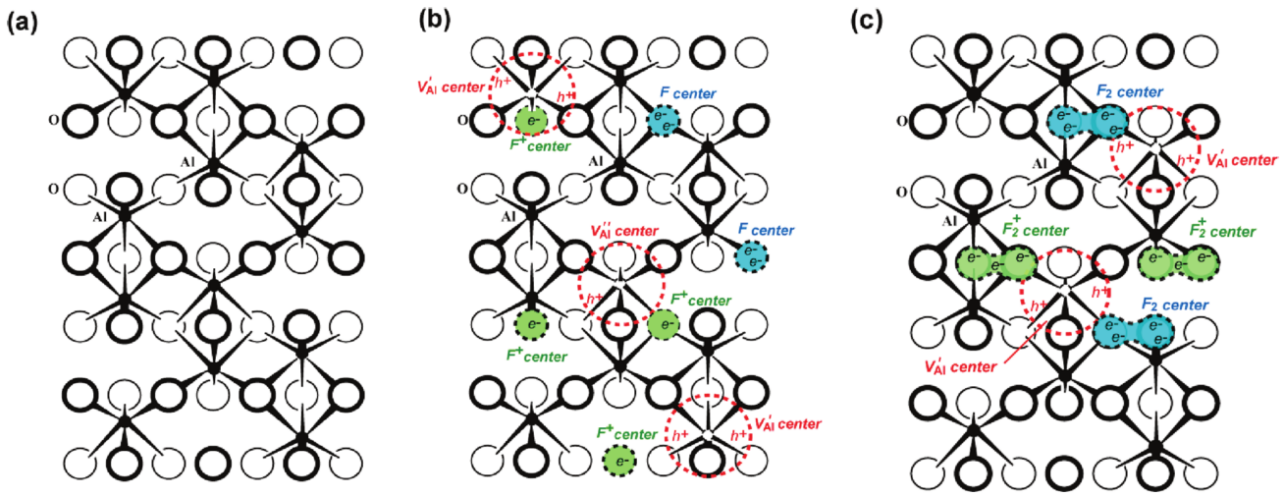 (a)
O
Al
O
Al
(b)
V'Al center
h+
h+
e-
F+center
F center
e-
e-
O
Al
O
Al
V''Al center
h+
F center
e-
e-
F+center
e-
F+center
e-
V'Al center
h+
h+
F+center
e-
(c)
F2 center
e-
e-
e-
e-
O
h+
h+
V'Al center
Al
O
Al
F2+
center
e-
e-
e-
h+
h+
F2+
center
e-
e-
e-
F2 center
e-
e-
e-
e-
V'Al center